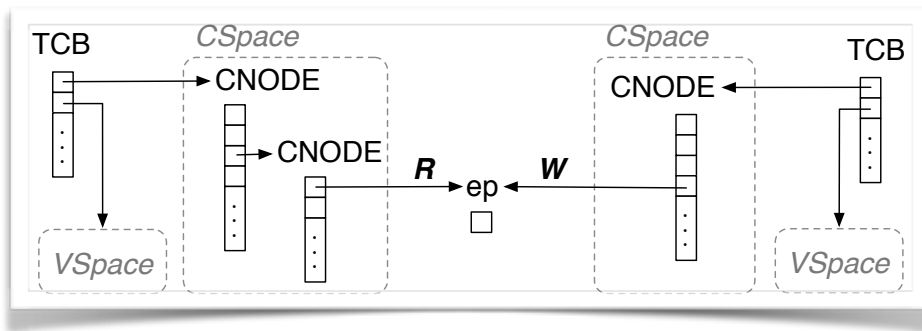 CSpace CSpace
TCB TCB
CNODE CNODE
CNODE R ep W
VSpace VSpace